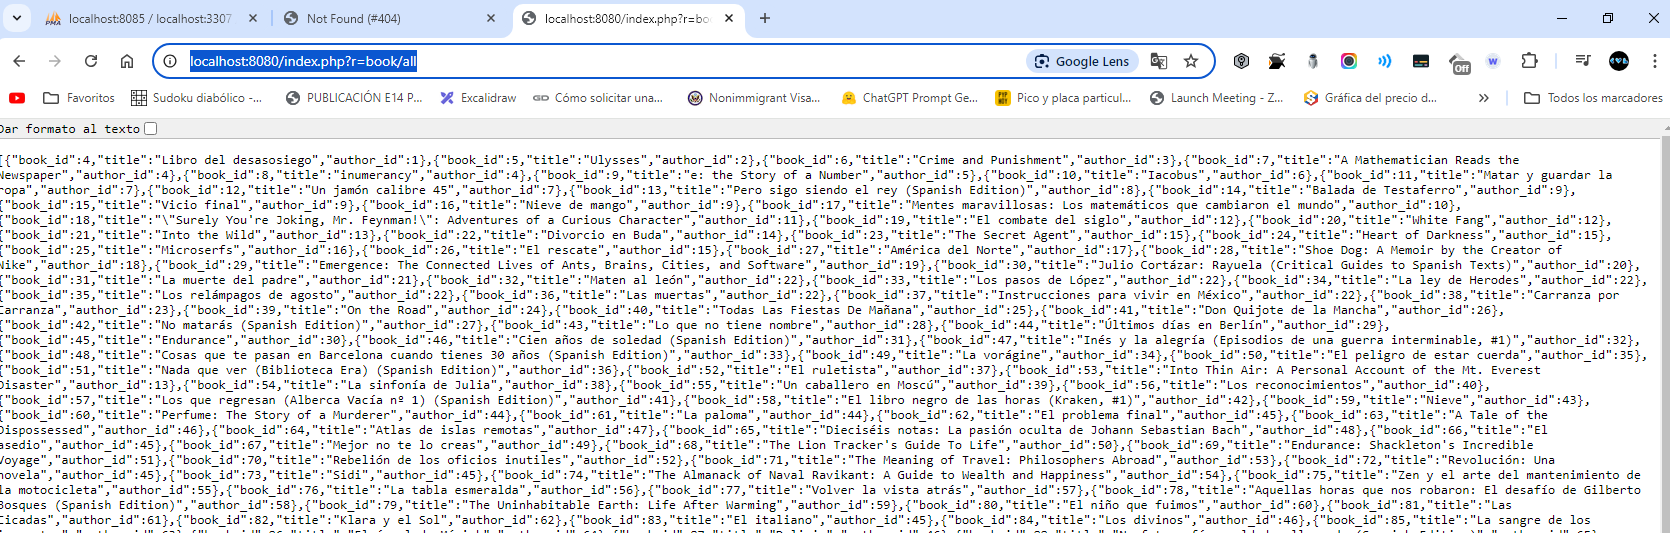 localhost:8085 / localhost:3307
Not Found (#404)
localhost:8080/index.php?r=bo
localhost:8080/index.php?r=book/all
Google Lens
Off
Favoritos
Sudoku diabólico -...
PUBLICACIÓN E14 P...
Excalidraw
Cómo solicitar una...
Nonimmigrant Visa...
ChatGPT Prompt Ge...
Pico y placa particul...
Launch Meeting - Z...
Gráfica del precio d...
Todos los marcadores
Dar formato al texto
[{"book_id":4,"title":"Libro del desasosiego","author_id":1},{"book_id":5,"title":"Ulysses","author_id":2},{"book_id":6,"title":"Crime and Punishment","author_id":3},{"book_id":7,"title":"A Mathematician Reads the
Newspaper","author_id":4},{"book_id":8,"title":"inumerancy","author_id":4},{"book_id":9,"title":"e: the Story of a Number","author_id":5},{"book_id":10,"title":"Iacobus","author_id":6},{"book_id":11,"title":"Matar y guardar la
ropa","author_id":7},{"book_id":12,"title":"Un jamón calibre 45","author_id":7},{"book_id":13,"title":"Pero sigo siendo el rey (Spanish Edition)","author_id":8},{"book_id":14,"title":"Balada de Testaferro","author_id":9},
{"book_id":15,"title":"Vicio final","author_id":9},{"book_id":16,"title":"Nieve de mango","author_id":9},{"book_id":17,"title":"Mentes maravillosas: Los matemáticos que cambiaron el mundo","author_id":10},
{"book_id":18,"title":"\"Surely You're Joking, Mr. Feynman!\": Adventures of a Curious Character","author_id":11},{"book_id":19,"title":"El combate del siglo","author_id":12},{"book_id":20,"title":"White Fang","author_id":12},
{"book_id":21,"title":"Into the Wild","author_id":13},{"book_id":22,"title":"Divorcio en Buda","author_id":14},{"book_id":23,"title":"The Secret Agent","author_id":15},{"book_id":24,"title":"Heart of Darkness","author_id":15},
{"book_id":25,"title":"Microserfs","author_id":16},{"book_id":26,"title":"El rescate","author_id":15},{"book_id":27,"title":"América del Norte","author_id":17},{"book_id":28,"title":"Shoe Dog: A Memoir by the Creator of
Nike","author_id":18},{"book_id":29,"title":"Emergence: The Connected Lives of Ants, Brains, Cities, and Software","author_id":19},{"book_id":30,"title":"Julio Cortázar: Rayuela (Critical Guides to Spanish Texts)","author_id":20},
{"book_id":31,"title":"La muerte del padre","author_id":21},{"book_id":32,"title":"Maten al león","author_id":22},{"book_id":33,"title":"Los pasos de López","author_id":22},{"book_id":34,"title":"La ley de Herodes","author_id":22},
{"book_id":35,"title":"Los relámpagos de agosto","author_id":22},{"book_id":36,"title":"Las muertas","author_id":22},{"book_id":37,"title":"Instrucciones para vivir en México","author_id":22},{"book_id":38,"title":"Carranza por
Carranza","author_id":23},{"book_id":39,"title":"On the Road","author_id":24},{"book_id":40,"title":"Todas Las Fiestas De Mañana","author_id":25},{"book_id":41,"title":"Don Quijote de la Mancha","author_id":26},
{"book_id":42,"title":"No matarás (Spanish Edition)","author_id":27},{"book_id":43,"title":"Lo que no tiene nombre","author_id":28},{"book_id":44,"title":"Últimos días en Berlín","author_id":29},
{"book_id":45,"title":"Endurance","author_id":30},{"book_id":46,"title":"Cien años de soledad (Spanish Edition)","author_id":31},{"book_id":47,"title":"Inés y la alegría (Episodios de una guerra interminable, #1)","author_id":32},
{"book_id":48,"title":"Cosas que te pasan en Barcelona cuando tienes 30 años (Spanish Edition)","author_id":33},{"book_id":49,"title":"La vorágine","author_id":34},{"book_id":50,"title":"El peligro de estar cuerda","author_id":35},
{"book_id":51,"title":"Nada que ver (Biblioteca Era) (Spanish Edition)","author_id":36},{"book_id":52,"title":"El ruletista","author_id":37},{"book_id":53,"title":"Into Thin Air: A Personal Account of the Mt. Everest
Disaster","author_id":13},{"book_id":54,"title":"La sinfonía de Julia","author_id":38},{"book_id":55,"title":"Un caballero en Moscú","author_id":39},{"book_id":56,"title":"Los reconocimientos","author_id":40},
{"book_id":57,"title":"Los que regresan (Alberca Vacía nº 1) (Spanish Edition)","author_id":41},{"book_id":58,"title":"El libro negro de las horas (Kraken, #1)","author_id":42},{"book_id":59,"title":"Nieve","author_id":43},
{"book_id":60,"title":"Perfume: The Story of a Murderer","author_id":44},{"book_id":61,"title":"La paloma","author_id":44},{"book_id":62,"title":"El problema final","author_id":45},{"book_id":63,"title":"A Tale of the
Dispossessed","author_id":46},{"book_id":64,"title":"Atlas de islas remotas","author_id":47},{"book_id":65,"title":"Dieciséis notas: La pasión oculta de Johann Sebastian Bach","author_id":48},{"book_id":66,"title":"El
asedio","author_id":45},{"book_id":67,"title":"Mejor no te lo creas","author_id":49},{"book_id":68,"title":"The Lion Tracker's Guide To Life","author_id":50},{"book_id":69,"title":"Endurance: Shackleton's Incredible
Voyage","author_id":51},{"book_id":70,"title":"Rebelión de los oficios inutiles","author_id":52},{"book_id":71,"title":"The Meaning of Travel: Philosophers Abroad","author_id":53},{"book_id":72,"title":"Revolución: Una
novela","author_id":45},{"book_id":73,"title":"Sidi","author_id":45},{"book_id":74,"title":"The Almanack of Naval Ravikant: A Guide to Wealth and Happiness","author_id":54},{"book_id":75,"title":"Zen y el arte del mantenimiento de
la motocicleta","author_id":55},{"book_id":76,"title":"La tabla esmeralda","author_id":56},{"book_id":77,"title":"Volver la vista atrás","author_id":57},{"book_id":78,"title":"Aquellas horas que nos robaron: El desafío de Gilberto
Bosques (Spanish Edition)","author_id":58},{"book_id":79,"title":"The Uninhabitable Earth: Life After Warming","author_id":59},{"book_id":80,"title":"El niño que fuimos","author_id":60},{"book_id":81,"title":"Las
Cicadas","author_id":61},{"book_id":82,"title":"Klara y el Sol","author_id":62},{"book_id":83,"title":"El italiano","author_id":45},{"book_id":84,"title":"Los divinos","author_id":46},{"book_id":85,"title":"La sangre de los